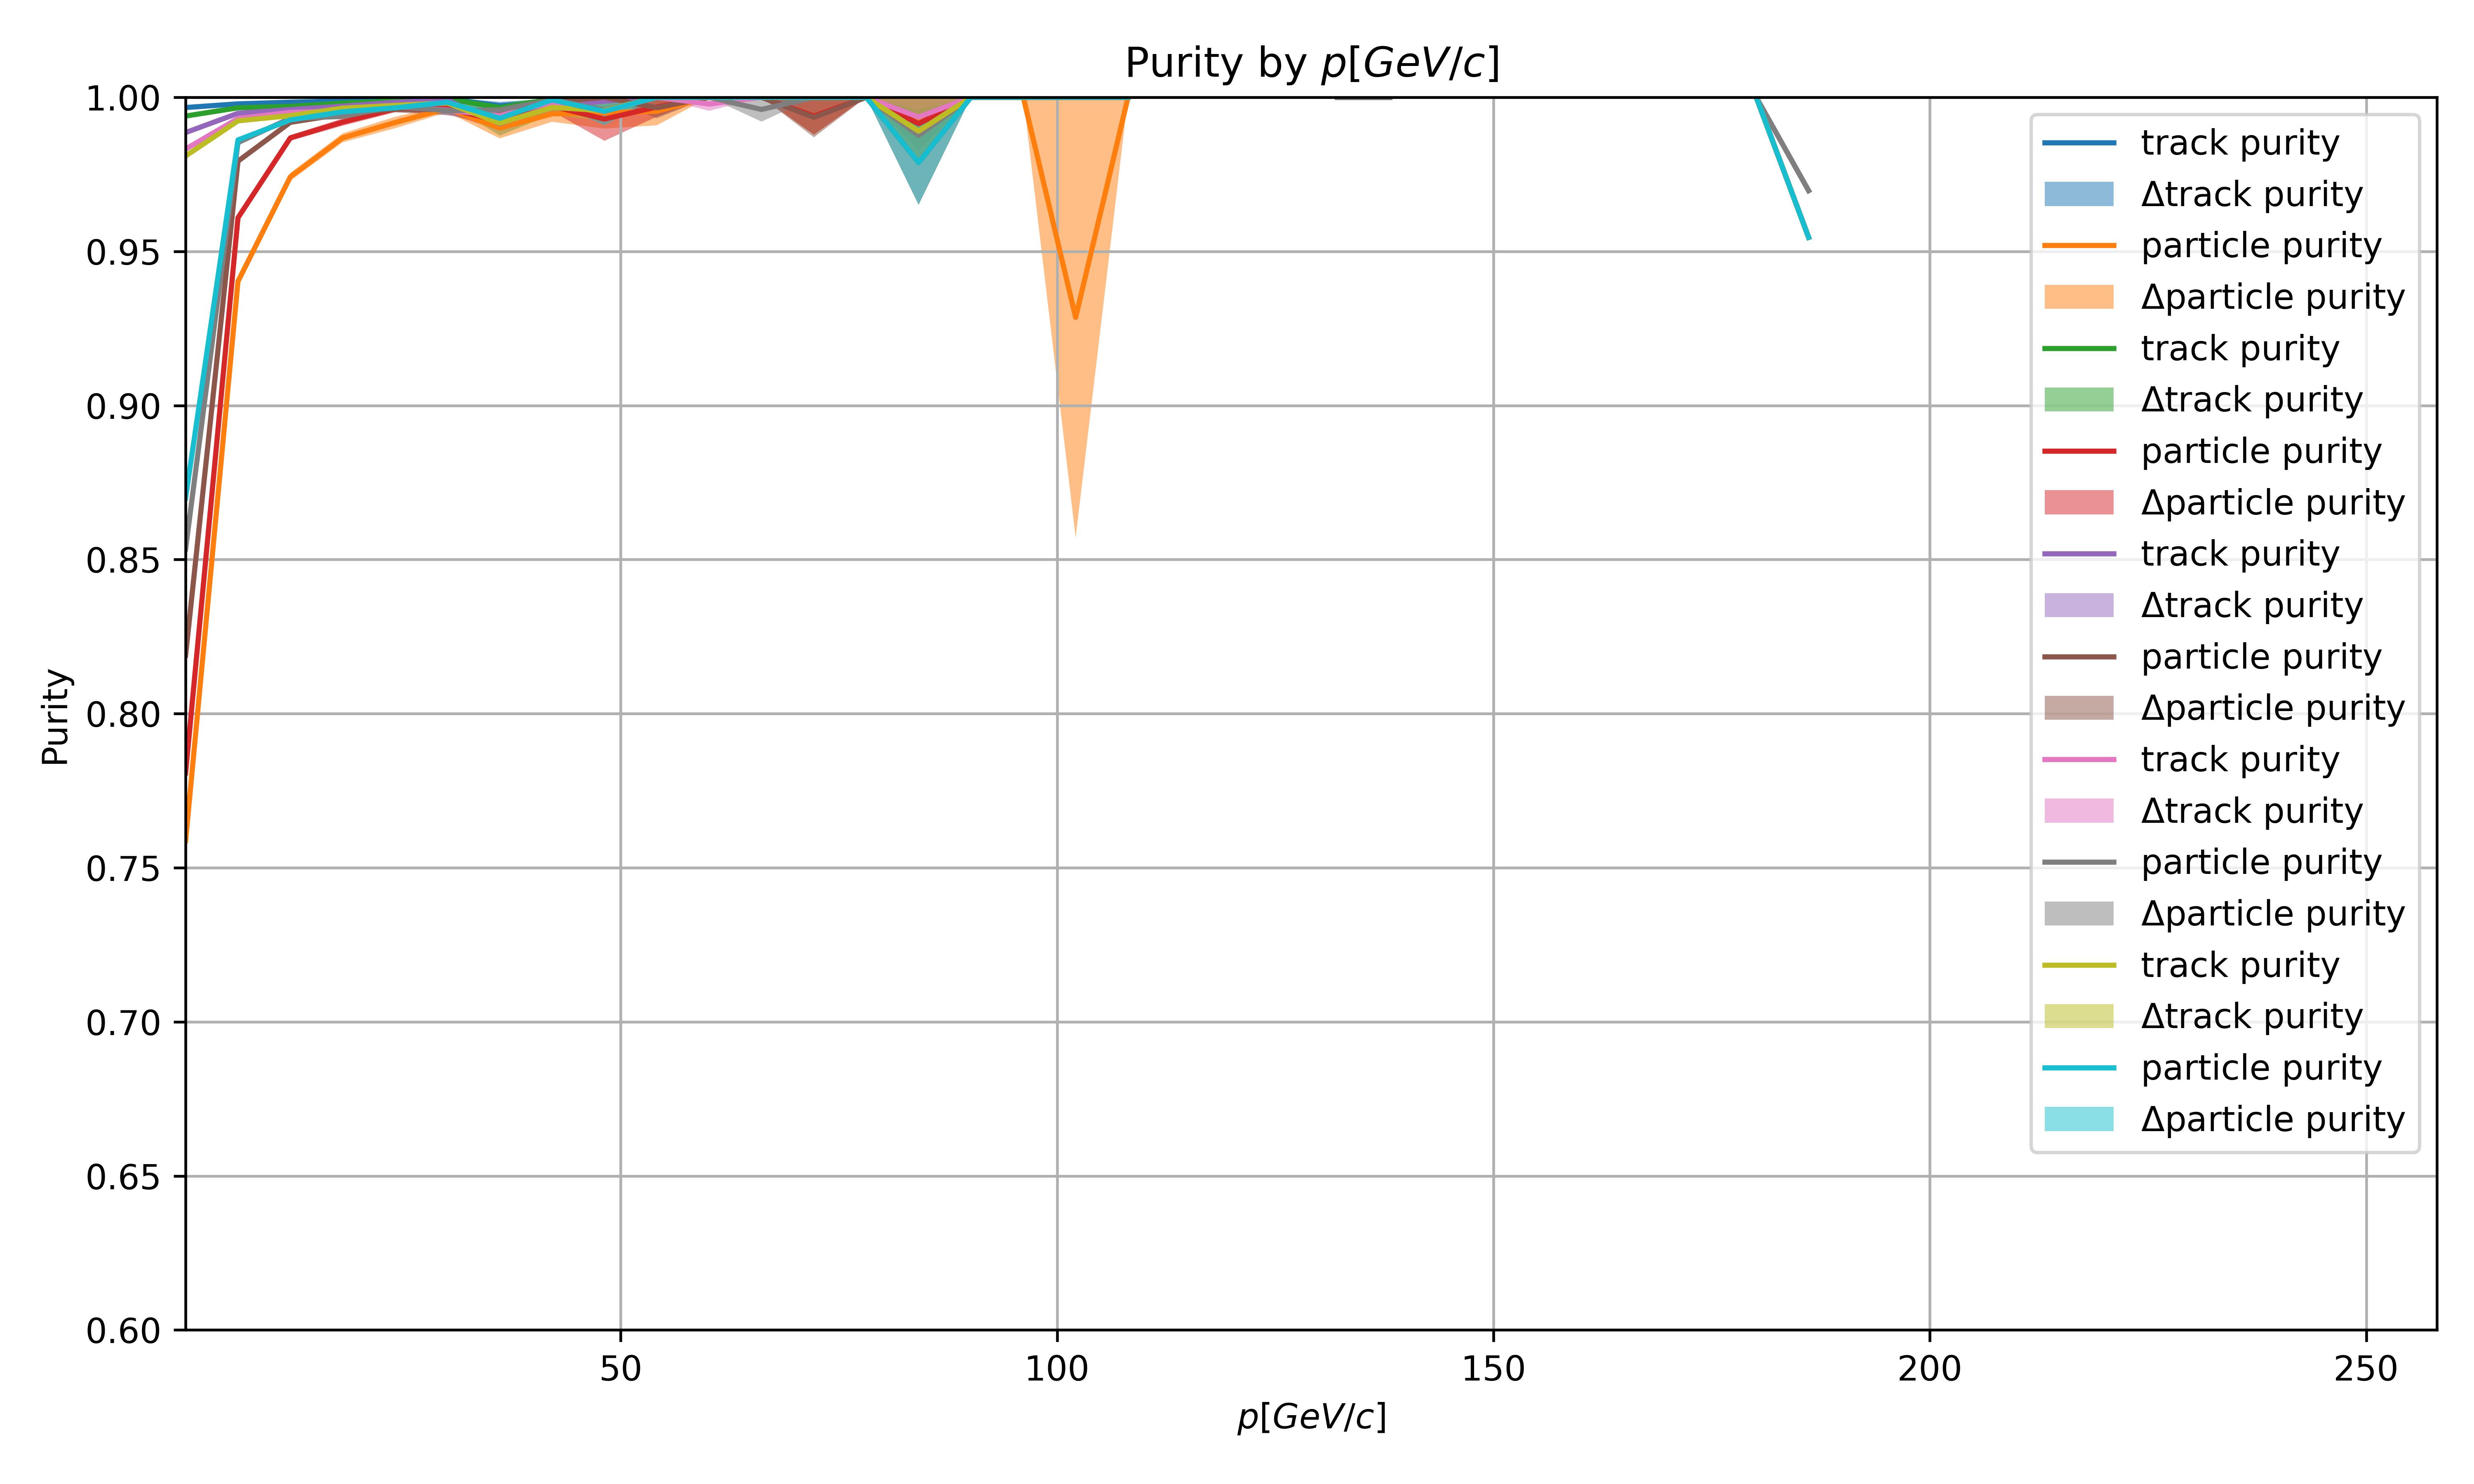 Purity by p[GeV/c]
1.00
0.95
0.90
0.85
0.80
0.75
0.70
0.65
0.60
Purity
50
100
150
200
250
p[GeV/c]
track purity
Δtrack purity
particle purity
Δparticle purity
track purity
Δtrack purity
particle purity
Δparticle purity
track purity
Δtrack purity
particle purity
Δparticle purity
track purity
Δtrack purity
particle purity
Δparticle purity
track purity
Δtrack purity
particle purity
Δparticle purity